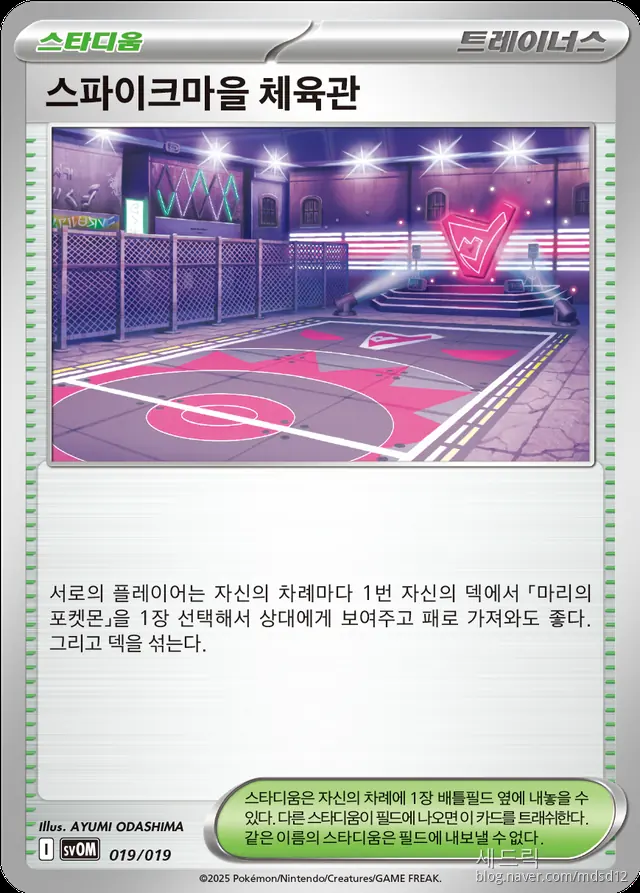 스타디움
트레이너스
스파이크마을 체육관
서로의 플레이어는 자신의 차례마다 1번 자신의 덱에서 「마리의
포켓몬」을 1장 선택해서 상대에게 보여주고 패로 가져와도 좋다.
그리고 덱을 섞는다.
스타디움은 자신의 차례에 1장 배틀필드 옆에 내놓을 수
있다. 다른 스타디움이 필드에 나오면 이 카드를 트래쉬한다.
같은 이름의 스타디움은 필드에 내보낼 수 없다.
Illus. AYUMI ODASHIMA
I
svOM
019/019
©2025 Pokémon/Nintendo/Creatures/GAME FREAK.
세드릭
blog.naver.com/mdsd12